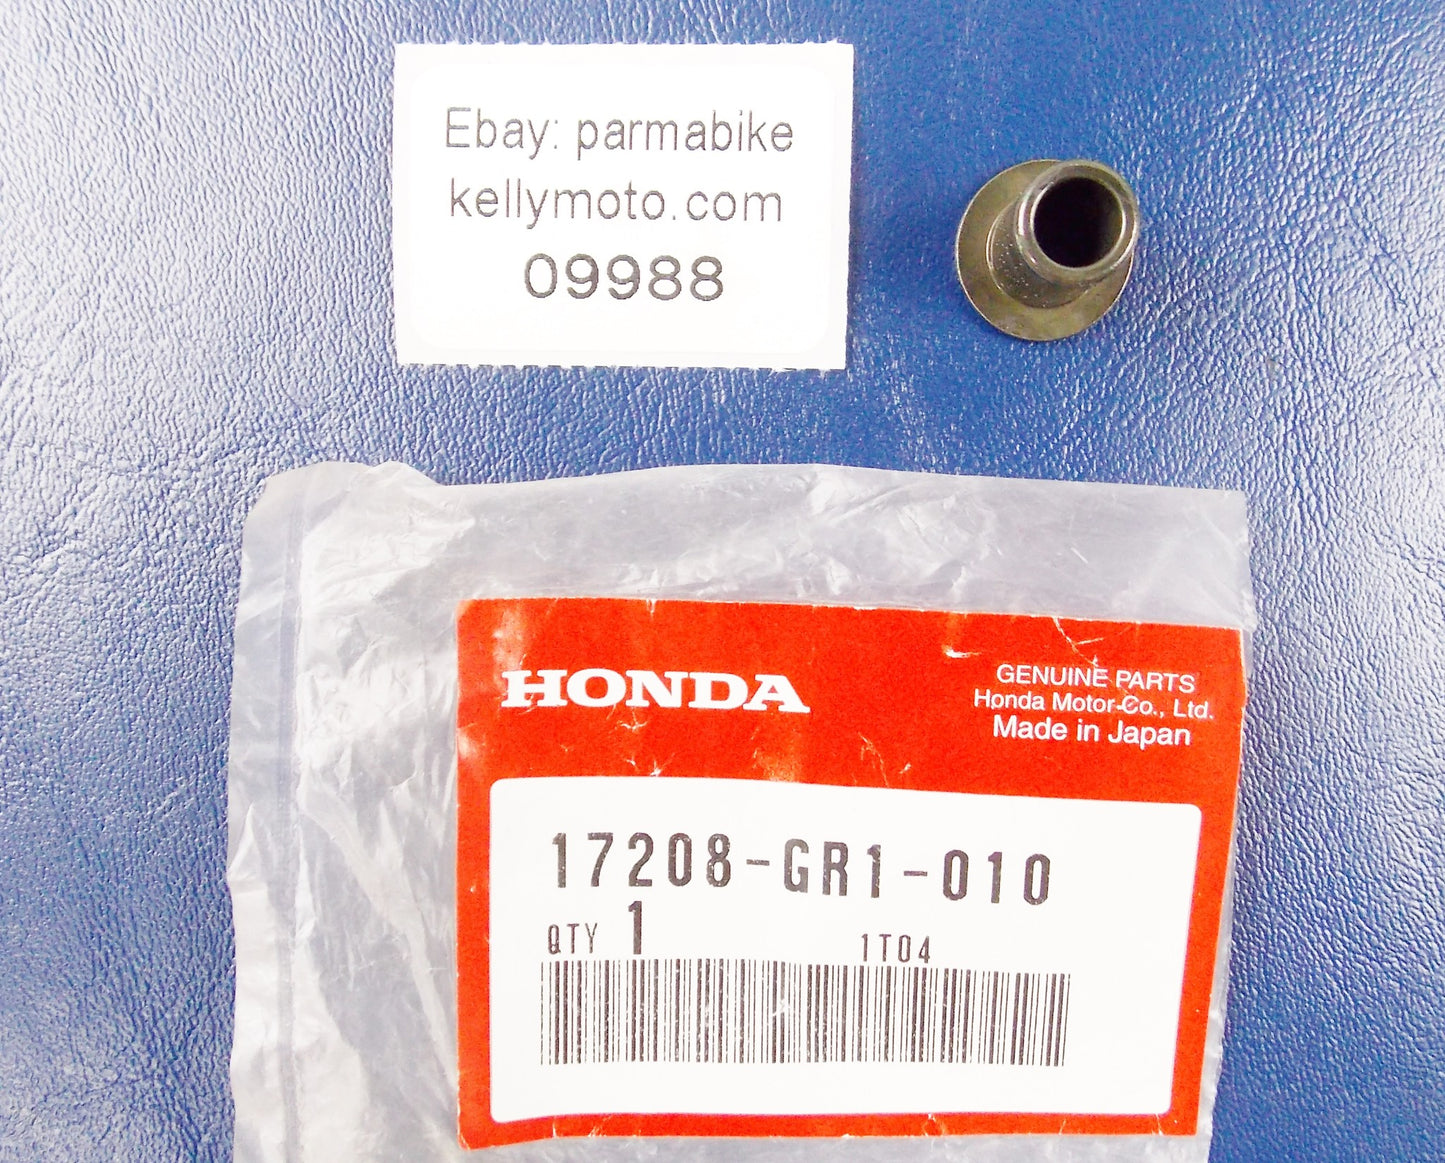 Ebay: parmabike
kellymoto.com
09988
HONDA
GENUINE PARTS
Honda Motor Co., Ltd.
Made in Japan
17208-GR1-010
QTY 1
1T04